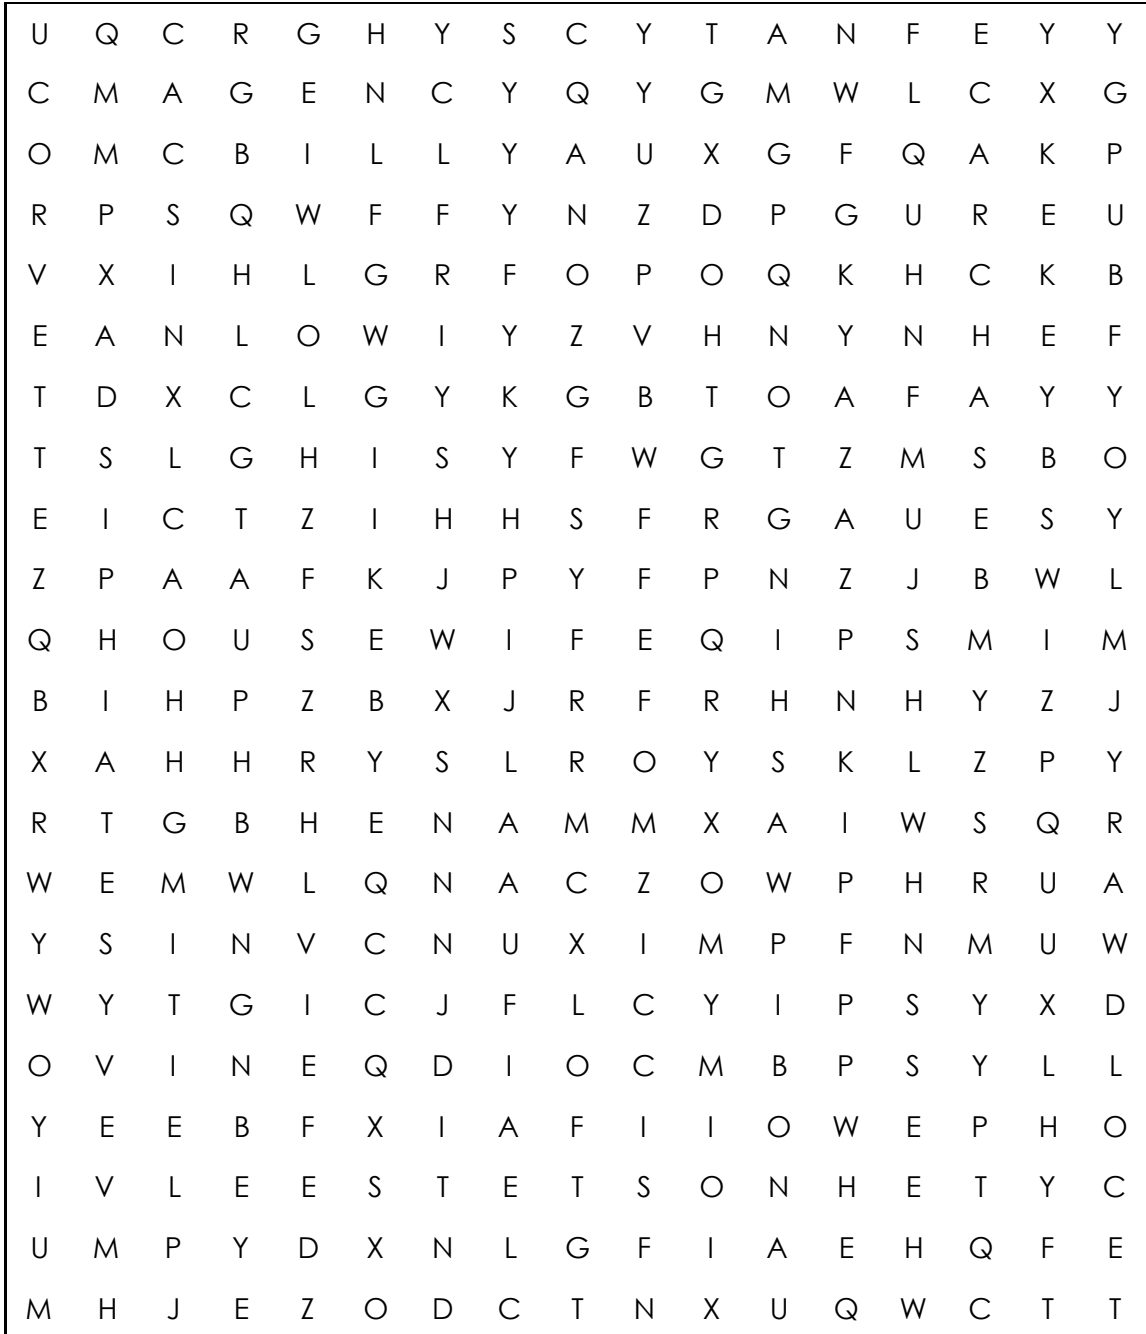 U Q C R G H Y S C Y T A N F E Y Y
C M A G E N C Y Q Y G M W L C X G
O M C B I L L Y A U X G F Q A K P
R P S Q W F F Y N Z D P G U R E U
V X I H L G R F O P O Q K H C K B
E A N L O W I Y Z V H N Y N H E F
T D X C L G Y K G B T O A F A Y Y
T S L G H I S Y F W G T Z M S B O
E I C T Z I H H S F R G A U E S Y
Z P A A F K J P Y F P N Z J B W L
Q H O U S E W I F E Q I P S M I M
B I H P Z B X J R F R H N H Y Z J
X A H H R Y S L R O Y S K L Z P Y
R T G B H E N A M M X A I W S Q R
W E M W L Q N A C Z O W P H R U A
Y S I N V C N U X I M P F N M U W
W Y T G I C J F L C Y I P S Y X D
O V I N E Q D I O C M B P S Y L L
Y E E B F X I A F I I O W E P H O
I V L E E S T E T S O N H E T Y C
U M P Y D X N L G F I A E H Q F E
M H J E Z O D C T N X U Q W C T T